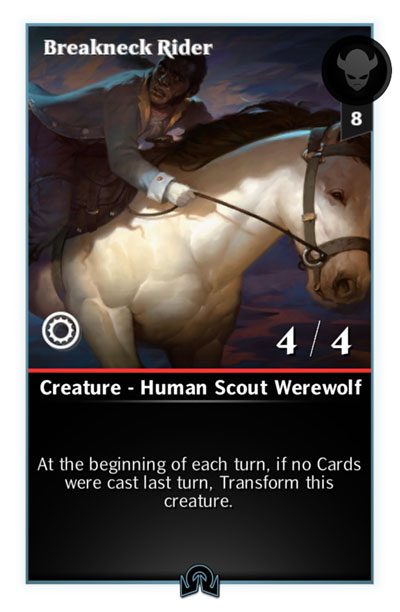 Breakneck Rider
8
4/4
Creature - Human Scout Werewolf
At the beginning of each turn, if no Cards
were cast last turn, Transform this
creature.